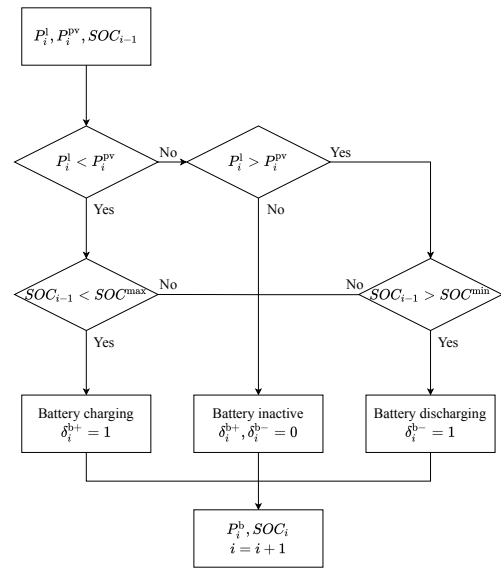 P_i^l, P_i^pv, SOC_{i−1}
P_i^l < P_i^pv
No
P_i^l > P_i^pv
Yes
Yes
No
SOC_{i−1} < SOC^max
No
No
SOC_{i−1} > SOC^min
Yes
Yes
Battery charging
δ_i^{b+} = 1
Battery inactive
δ_i^{b+}, δ_i^{b−} = 0
Battery discharging
δ_i^{b−} = 1
P_i^b, SOC_i
i = i + 1